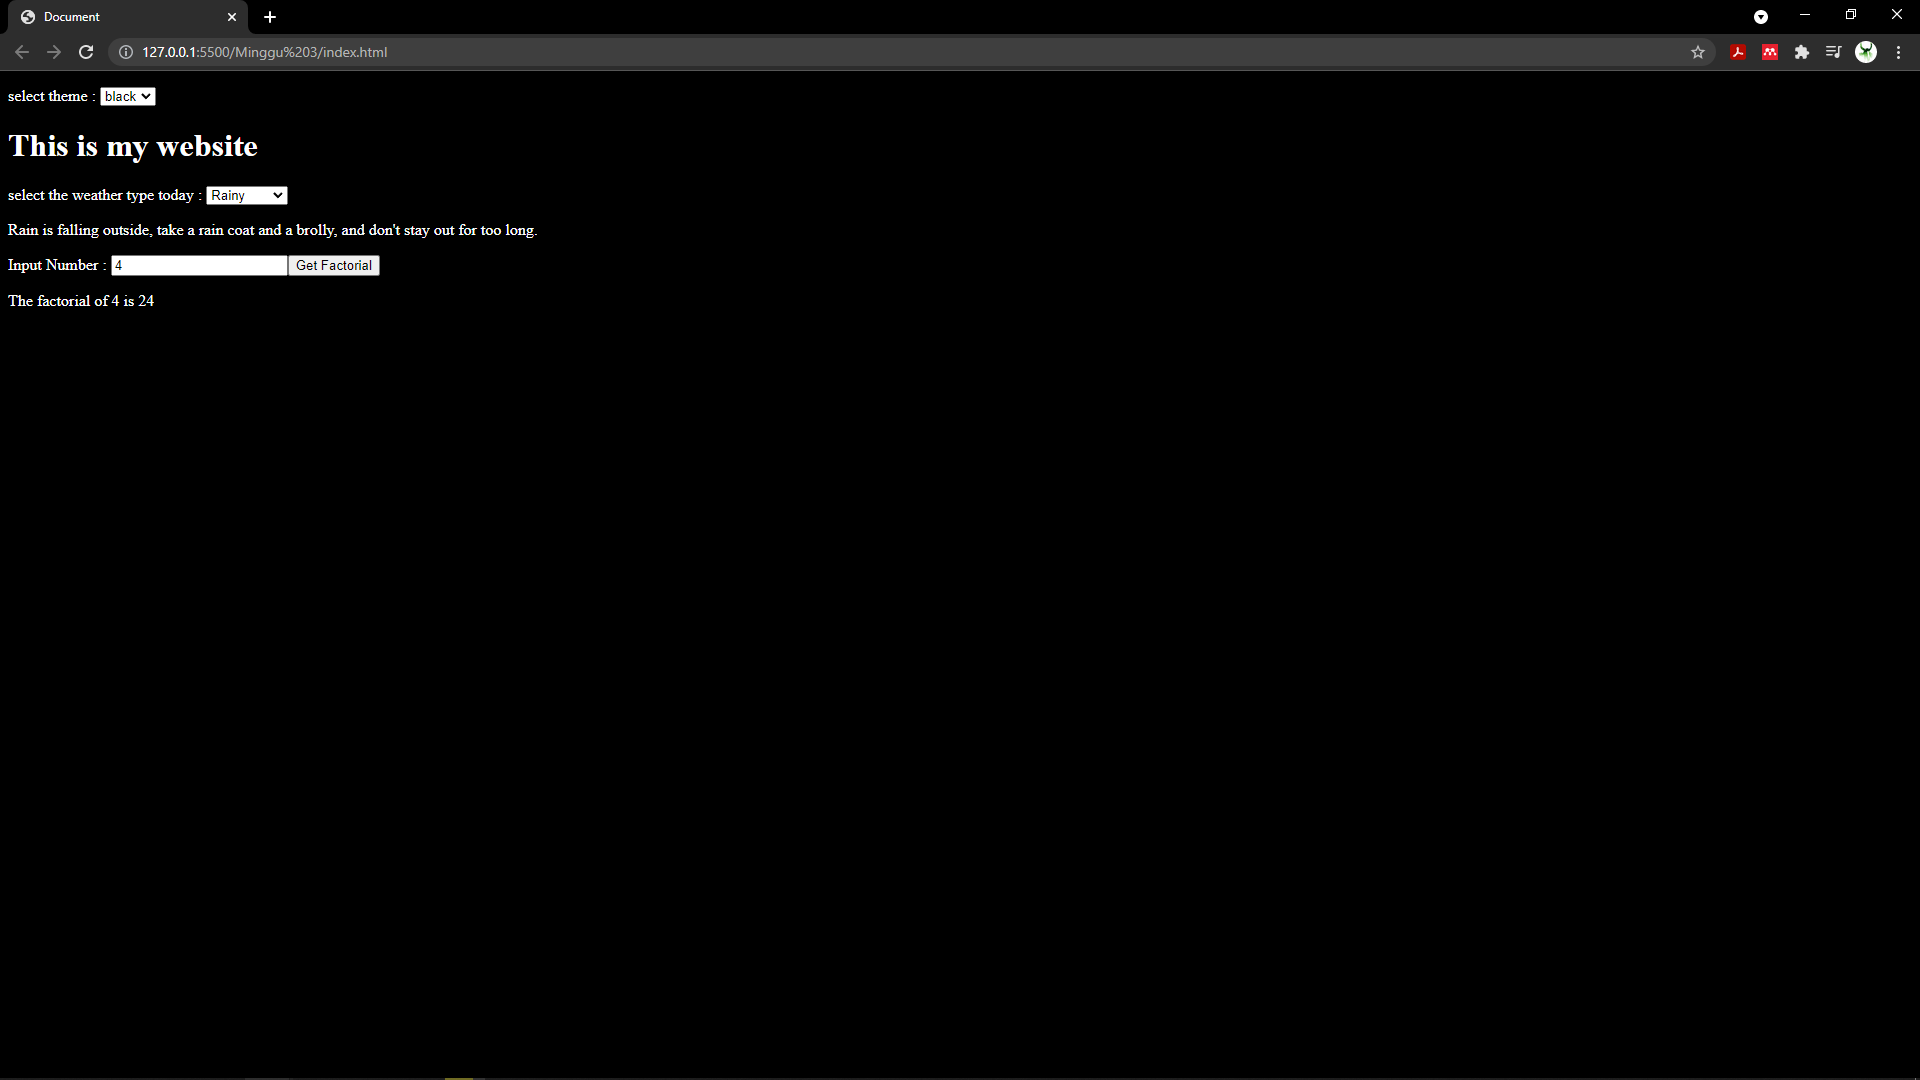 Document
127.0.0.1:5500/Minggu%203/index.html
select theme : black
This is my website
select the weather type today : Rainy
Rain is falling outside, take a rain coat and a brolly, and don't stay out for too long.
Input Number : 4 Get Factorial
The factorial of 4 is 24